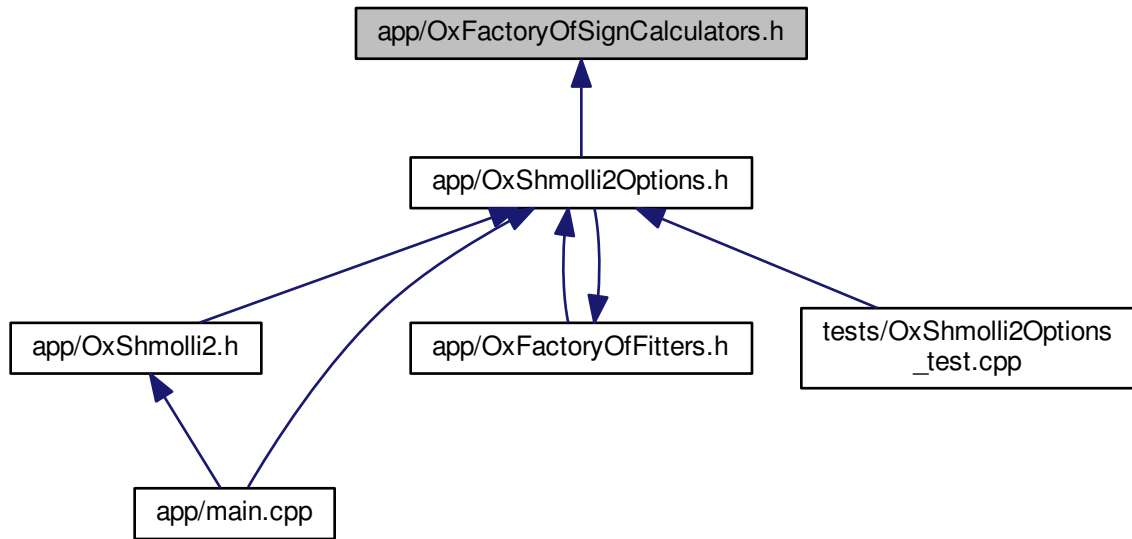 app/OxFactoryOfSignCalculators.h
app/OxShmolli2Options.h
app/OxShmolli2.h
app/OxFactoryOfFitters.h
tests/OxShmolli2Options
_test.cpp
app/main.cpp